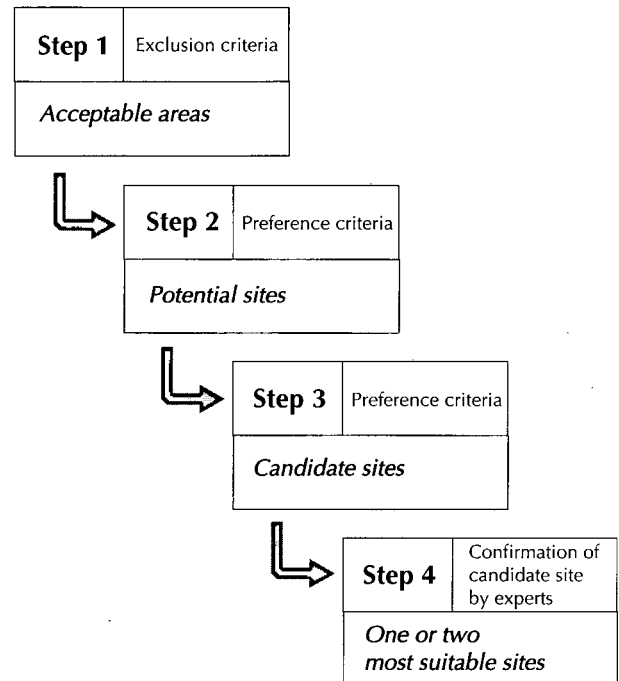 Step 1
Exclusion criteria
Acceptable areas
Step 2
Preference criteria
Potential sites
Step 3
Preference criteria
Candidate sites
Step 4
Confirmation of
candidate site
by experts
One or two
most suitable sites